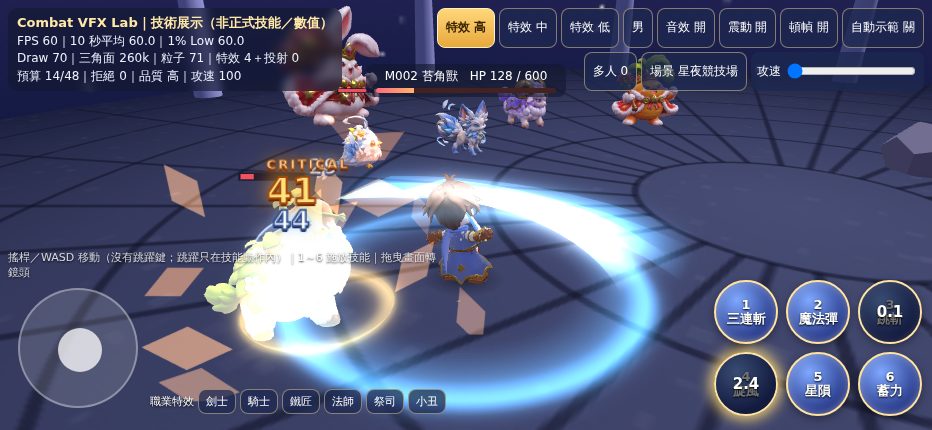 Combat VFX Lab｜技術展示（非正式技能／數值）
FPS 60｜10 秒平均 60.0｜1% Low 60.0
Draw 70｜三角面 260k｜粒子 71｜特效 4＋投射 0
預算 14/48｜拒絕 0｜品質 高｜攻速 100
特效 高
特效 中
特效 低
男
音效 開
震動 開
頓幀 開
自動示範 關
多人 0
場景 星夜競技場
攻速
M002 苔角獸 HP 128 / 600
CRITICAL
41
44
搖桿／WASD 移動（沒有跳躍鍵；跳躍只在技能動作內）｜1～6 施放技能｜拖曳畫面轉
鏡頭
1
三連斬
2
魔法彈
3
跳斬
0.1
4
旋風
2.4
5
星隕
6
蓄力
職業特效
劍士
騎士
鐵匠
法師
祭司
小丑